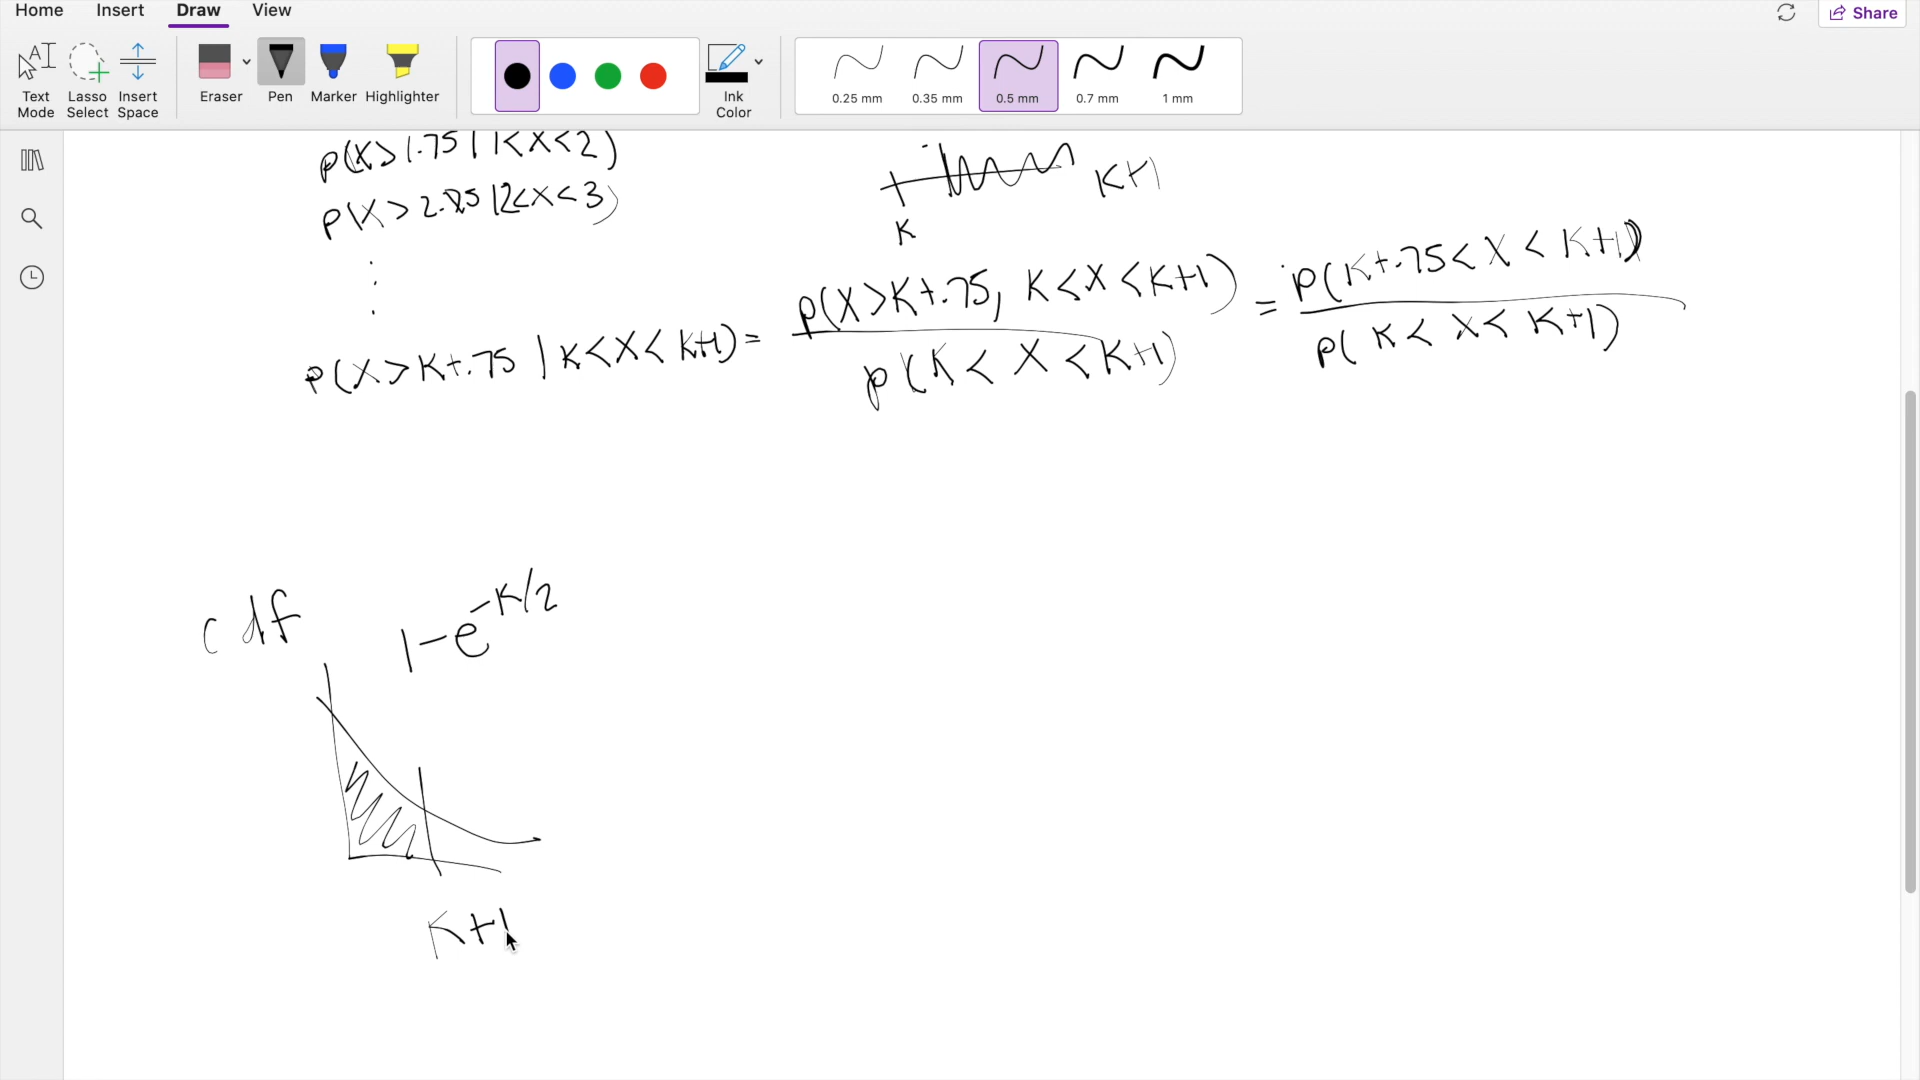 Home Insert Draw View Share
Text Mode Lasso Select Insert Space Eraser Pen Marker Highlighter Ink Color 0.25 mm 0.35 mm 0.5 mm 0.7 mm 1 mm
P(X>1.75 | 1<X<2)
P(X>2.75 | 2<X<3)
K K+1
P(X>K+.75 | K<X<K+1) = P(X>K+.75, K<X<K+1) / P(K<X<K+1) = P(K+.75<X<K+1) / P(K<X<K+1)
cdf 1-e^-K/2
K+1